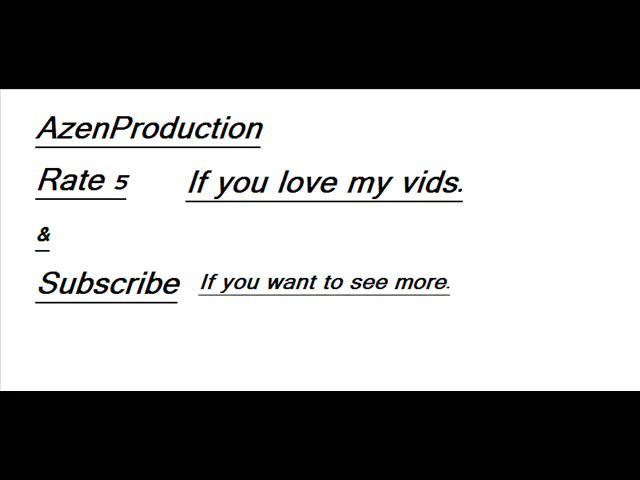 AzenProduction
Rate 5 If you love my vids.
&
Subscribe If you want to see more.